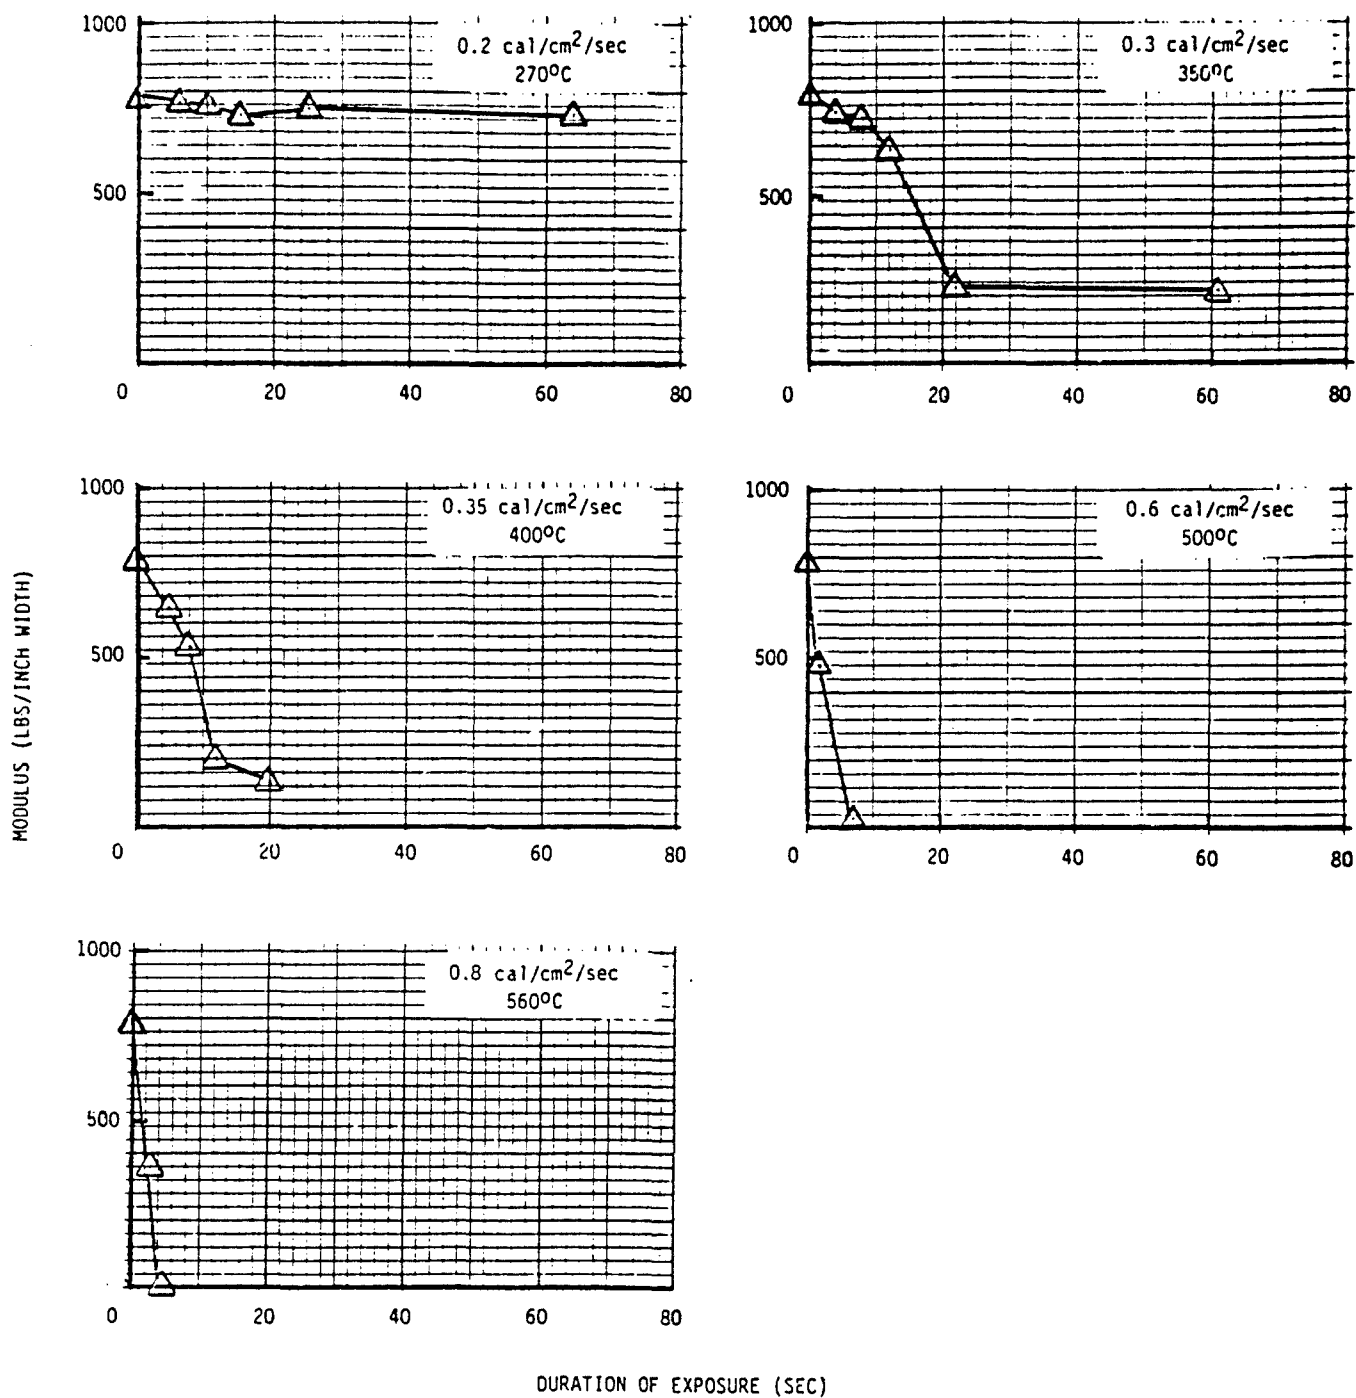 1000
0.2 cal/cm²/sec
270°C
500
0 20 40 60 80
1000
0.3 cal/cm²/sec
350°C
500
0 20 40 60 80
1000
0.35 cal/cm²/sec
400°C
500
0 20 40 60 80
1000
0.6 cal/cm²/sec
500°C
500
0 20 40 60 80
1000
0.8 cal/cm²/sec
560°C
500
0 20 40 60 80
MODULUS (LBS/INCH WIDTH)
DURATION OF EXPOSURE (SEC)